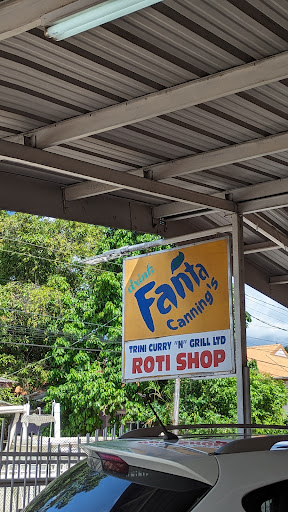 drink
Fanta
Canning's
TRINI CURRY "N" GRILL LTD
ROTI SHOP